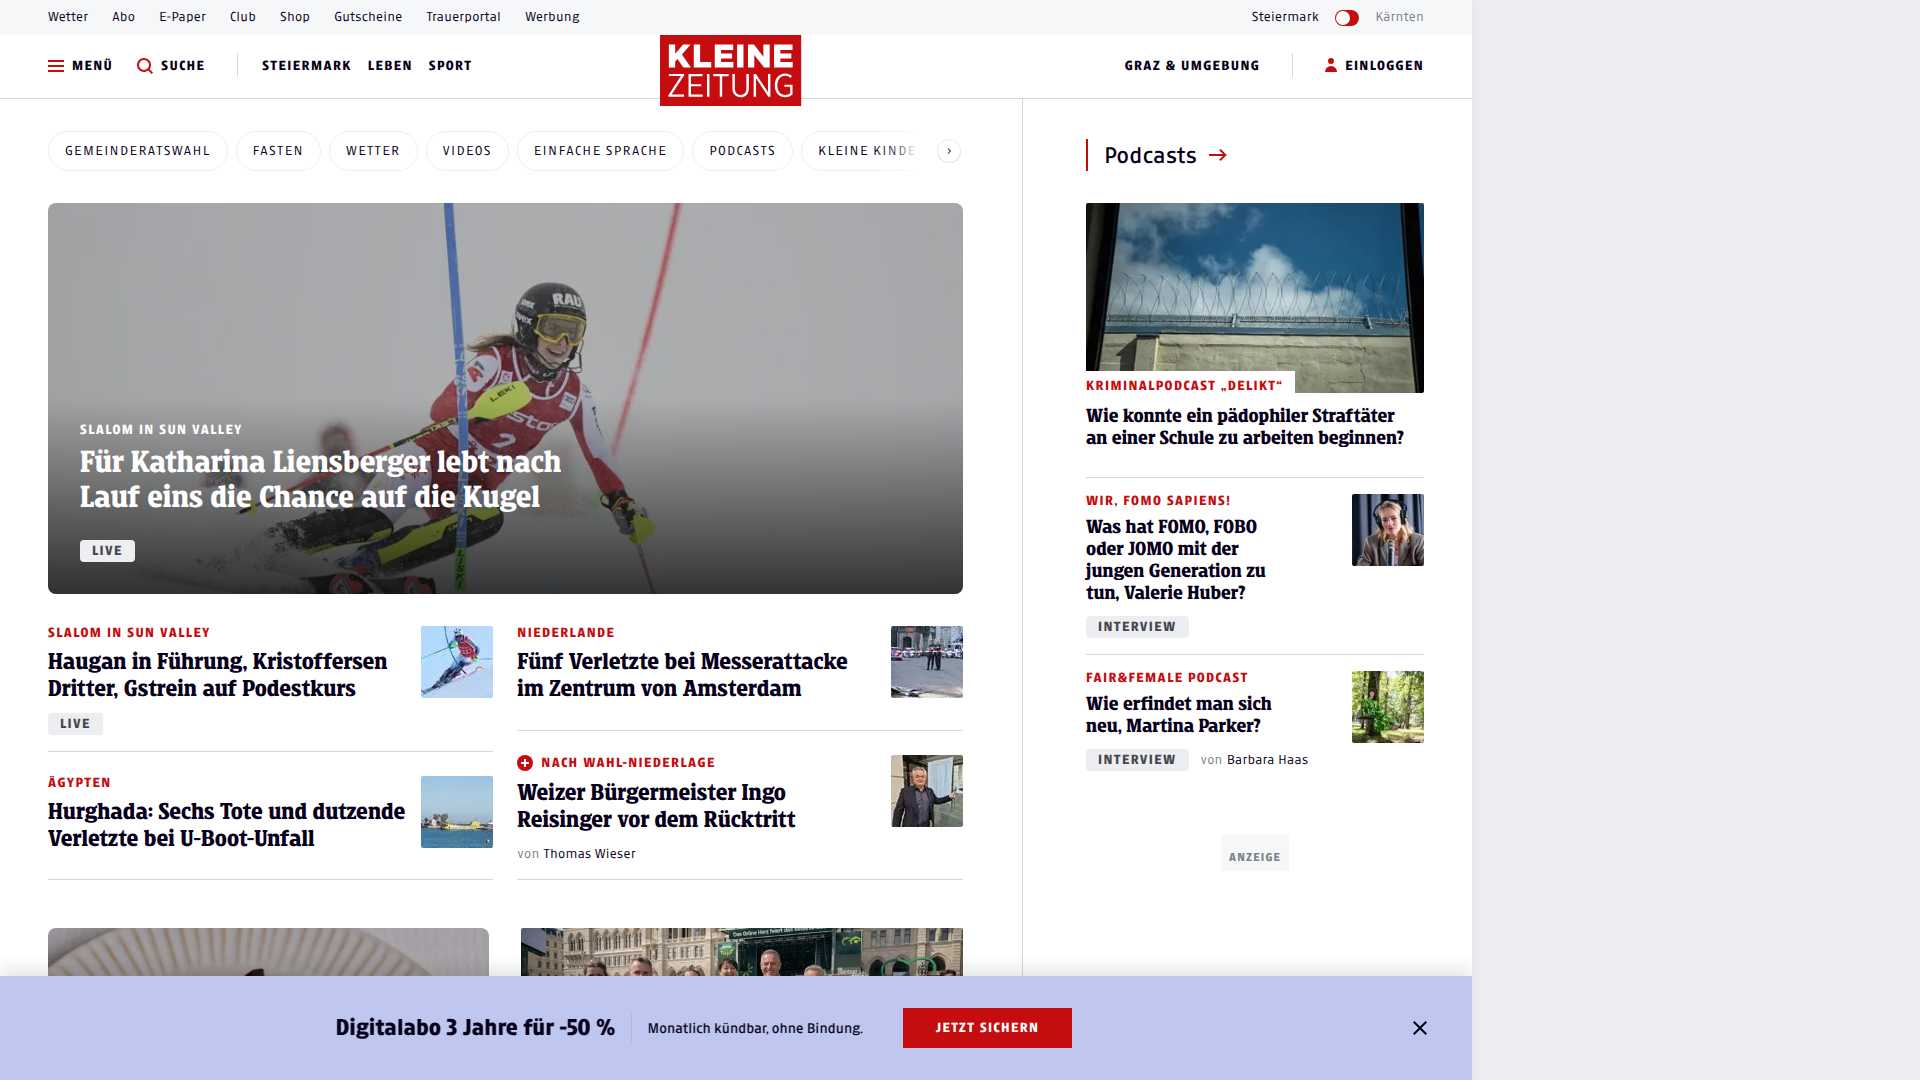 Wetter Abo E-Paper Club Shop Gutscheine Trauerportal Werbung Steiermark Kärnten
MENÜ SUCHE STEIERMARK LEBEN SPORT KLEINE ZEITUNG GRAZ & UMGEBUNG EINLOGGEN
GEMEINDERATSWAHL FASTEN WETTER VIDEOS EINFACHE SPRACHE PODCASTS KLEINE KINDE
SLALOM IN SUN VALLEY
Für Katharina Liensberger lebt nach
Lauf eins die Chance auf die Kugel
LIVE
SLALOM IN SUN VALLEY
Haugan in Führung, Kristoffersen
Dritter, Gstrein auf Podestkurs
LIVE
ÄGYPTEN
Hurghada: Sechs Tote und dutzende
Verletzte bei U-Boot-Unfall
NIEDERLANDE
Fünf Verletzte bei Messerattacke
im Zentrum von Amsterdam
NACH WAHL-NIEDERLAGE
Weizer Bürgermeister Ingo
Reisinger vor dem Rücktritt
von Thomas Wieser
Podcasts
KRIMINALPODCAST „DELIKT“
Wie konnte ein pädophiler Straftäter
an einer Schule zu arbeiten beginnen?
WIR, FOMO SAPIENS!
Was hat FOMO, FOBO
oder JOMO mit der
jungen Generation zu
tun, Valerie Huber?
INTERVIEW
FAIR&FEMALE PODCAST
Wie erfindet man sich
neu, Martina Parker?
INTERVIEW von Barbara Haas
ANZEIGE
Digitalabo 3 Jahre für -50 % Monatlich kündbar, ohne Bindung. JETZT SICHERN